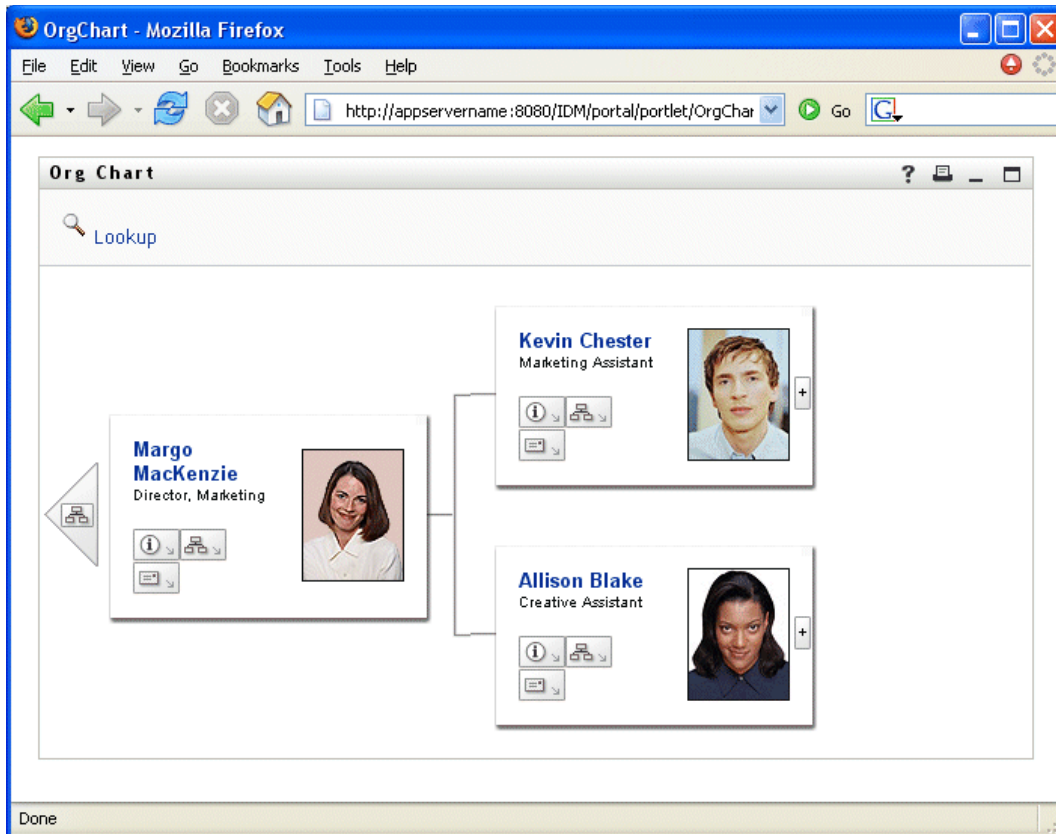 OrgChart - Mozilla Firefox
File Edit View Go Bookmarks Tools Help
http://appservername:8080/IDM/portal/portlet/OrgChar Go G
Org Chart
Lookup
Kevin Chester
Marketing Assistant
Margo
MacKenzie
Director, Marketing
Allison Blake
Creative Assistant
Done